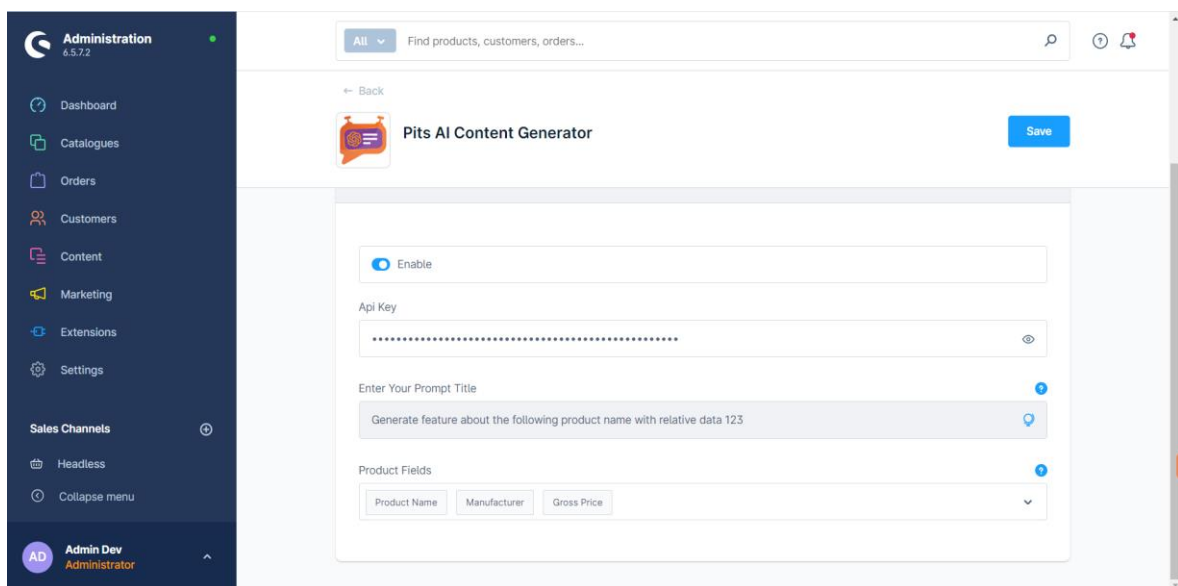 Administration
6.5.7.2
Dashboard
Catalogues
Orders
Customers
Content
Marketing
Extensions
Settings
Sales Channels
Headless
Collapse menu
AD
Admin Dev
Administrator
All
Find products, customers, orders...
← Back
Pits AI Content Generator
Save
Enable
Api Key
••••••••••••••••••••••••••••••••••••••••••••••••••••
Enter Your Prompt Title
Generate feature about the following product name with relative data 123
Product Fields
Product Name Manufacturer Gross Price